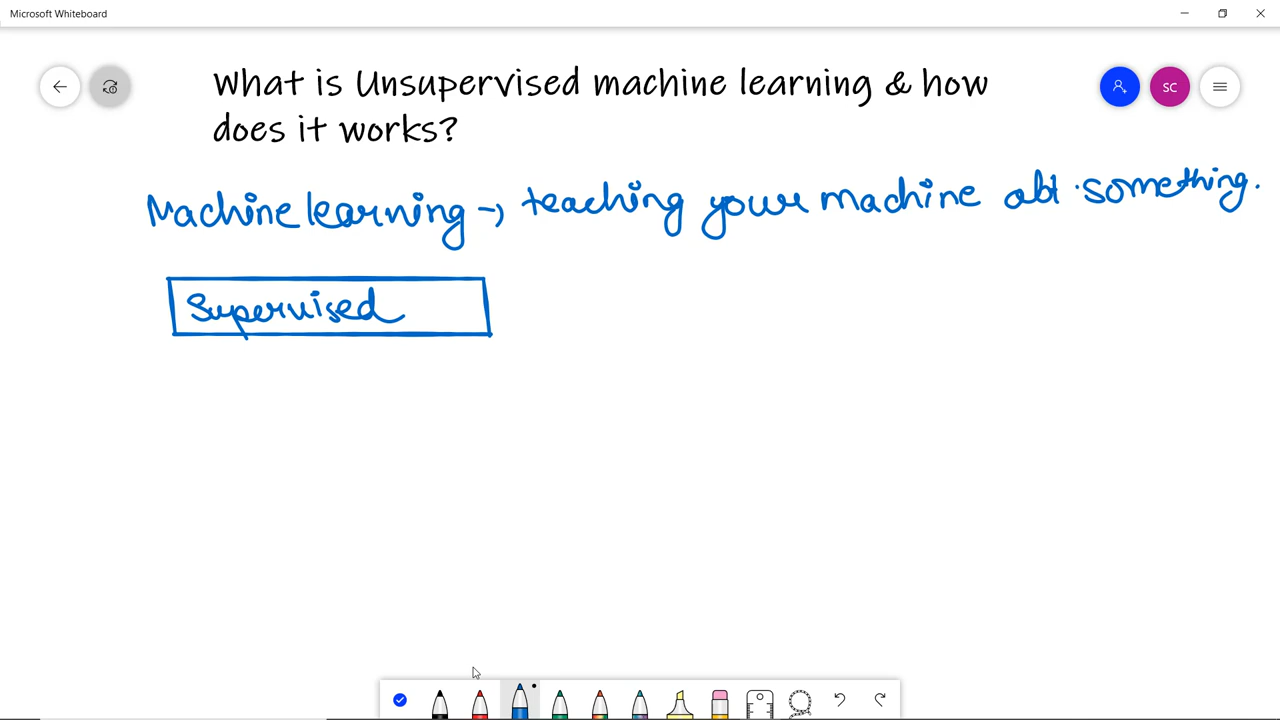 Microsoft Whiteboard
What is Unsupervised machine learning & how
does it works?
SC
Machine learning → teaching your machine abt something.
Supervised